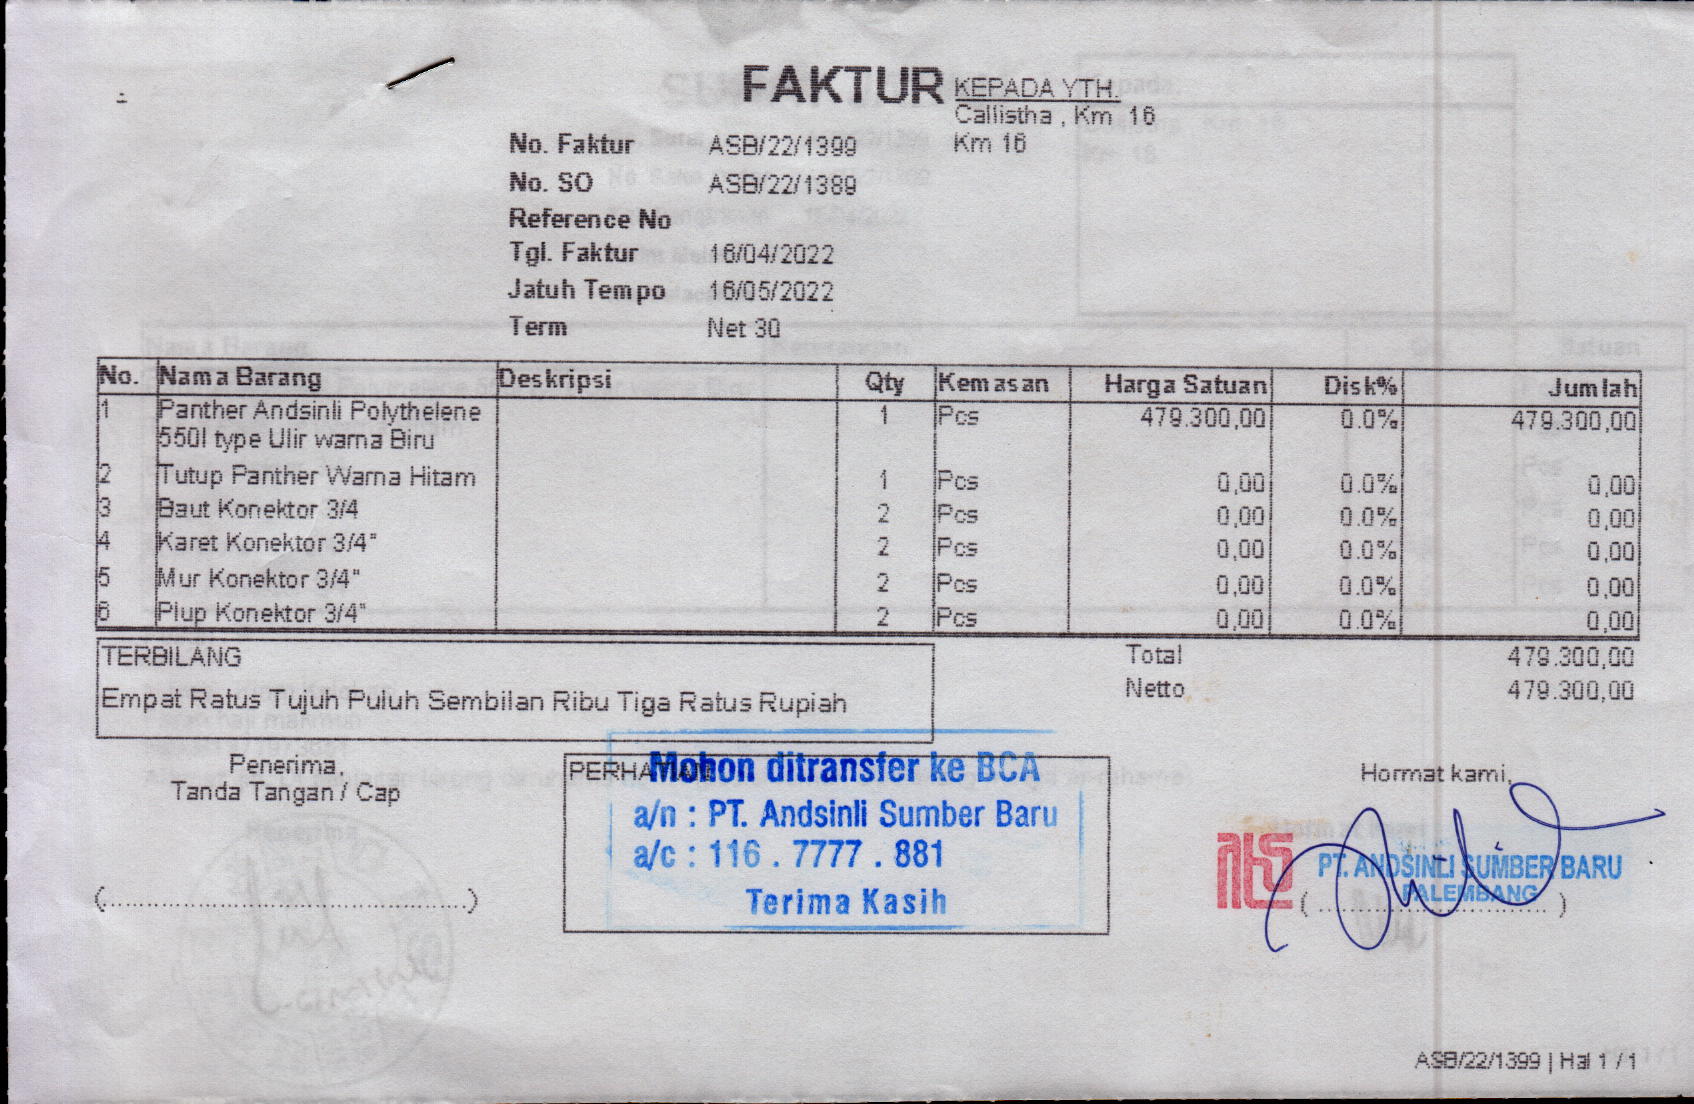 FAKTUR
KEPADA YTH.
Callistha , Km 16
Km 16
No. Faktur ASB/22/1399
No. SO ASB/22/1389
Reference No
Tgl. Faktur 16/04/2022
Jatuh Tempo 16/05/2022
Term Net 30
No. Nama Barang Deskripsi Qty Kemasan Harga Satuan Disk% Jumlah
1 Panther Andsinli Polythelene 1 Pcs 479.300,00 0.0% 479.300,00
550l type Ulir warna Biru
2 Tutup Panther Warna Hitam 1 Pcs 0,00 0.0% 0,00
3 Baut Konektor 3/4 2 Pcs 0,00 0.0% 0,00
4 Karet Konektor 3/4" 2 Pcs 0,00 0.0% 0,00
5 Mur Konektor 3/4" 2 Pcs 0,00 0.0% 0,00
6 Plup Konektor 3/4" 2 Pcs 0,00 0.0% 0,00
TERBILANG
Empat Ratus Tujuh Puluh Sembilan Ribu Tiga Ratus Rupiah
Total 479.300,00
Netto 479.300,00
Penerima,
Tanda Tangan / Cap
(...............................................)
PERHATIAN
Mohon ditransfer ke BCA
a/n : PT. Andsinli Sumber Baru
a/c : 116 . 7777 . 881
Terima Kasih
Hormat kami,
PT. ANDSINLI SUMBER BARU
PALEMBANG
(................................)
ASB/22/1399 | Hal 1 / 1